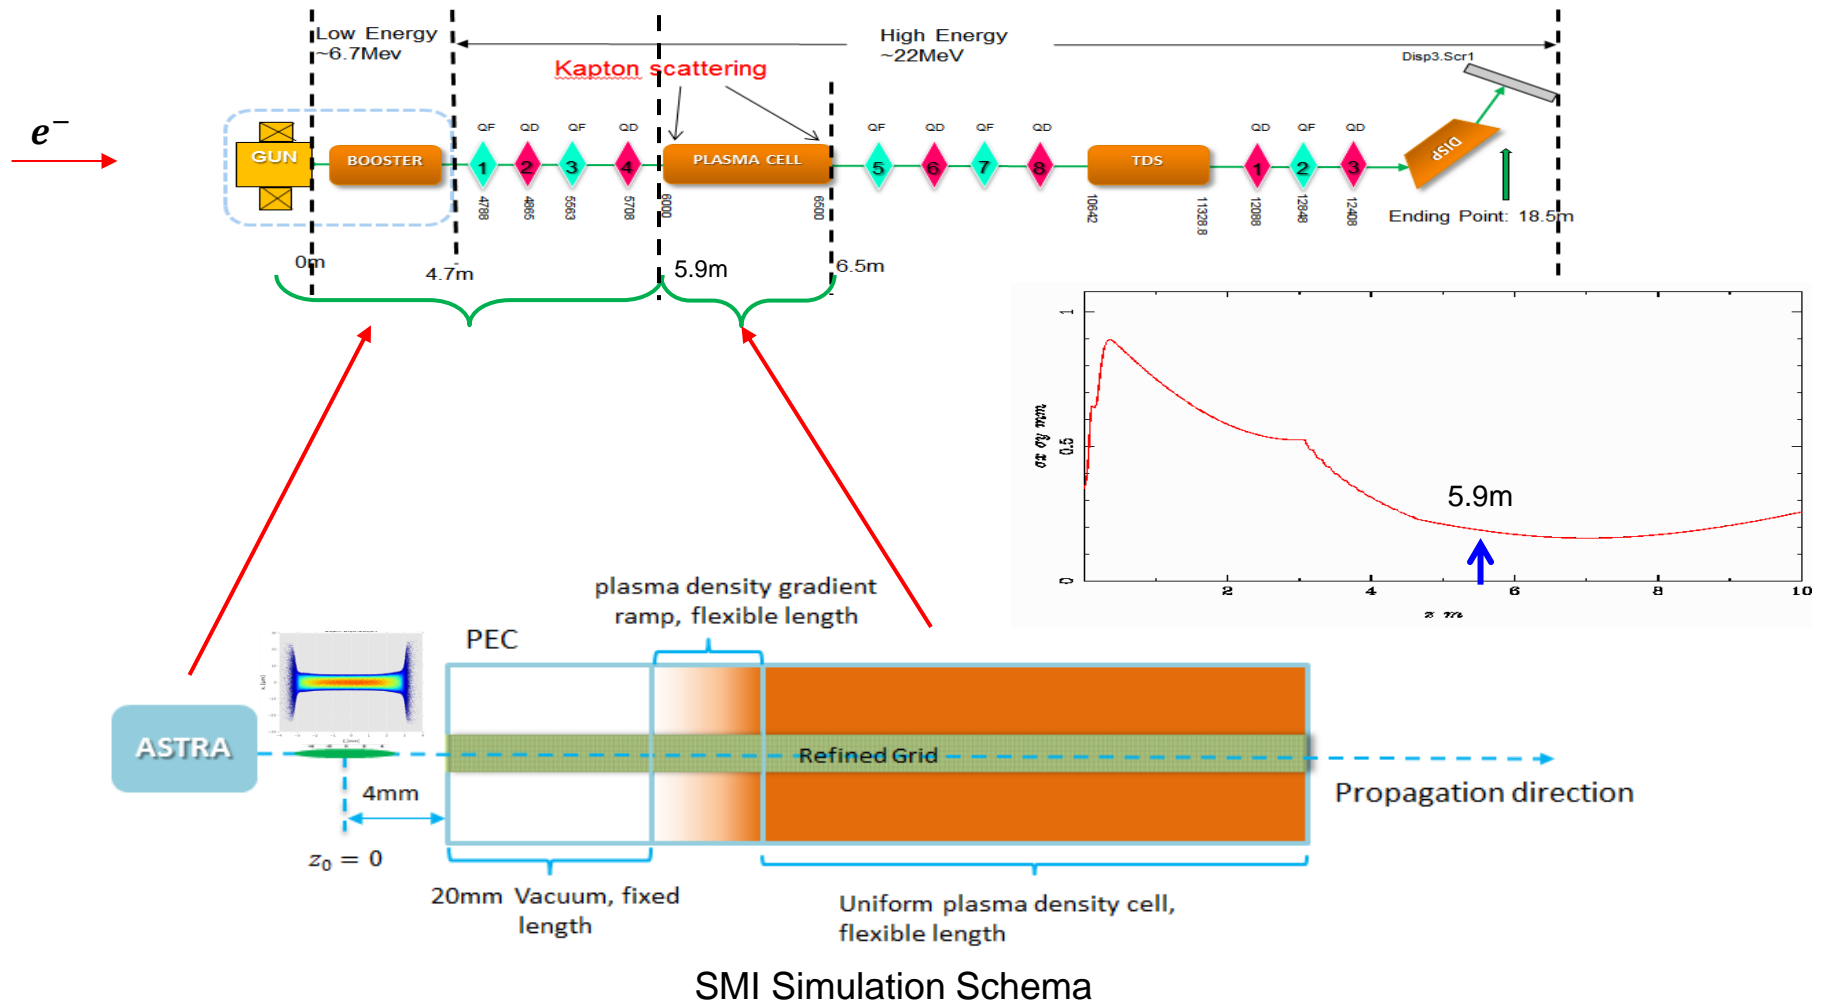 Low Energy
~6.7Mev
High Energy
~22MeV
Kapton scattering
Disp3.Scr1
e⁻
QF
QD
QF
QD
QF
QD
QF
QD
QD
QF
QD
GUN
BOOSTER
1
2
3
4
PLASMA CELL
5
6
7
8
TDS
1
2
3
DISP
4788
4865
5563
5708
6000
6500
10642
11328.8
12088
12848
12408
Ending Point: 18.5m
0m
4.7m
5.9m
6.5m
1
0.5
0
σx σy mm
5.9m
2
4
6
8
10
z m
plasma density gradient
ramp, flexible length
PEC
ASTRA
Refined Grid
4mm
Propagation direction
z₀ = 0
20mm Vacuum, fixed
length
Uniform plasma density cell,
flexible length
SMI Simulation Schema